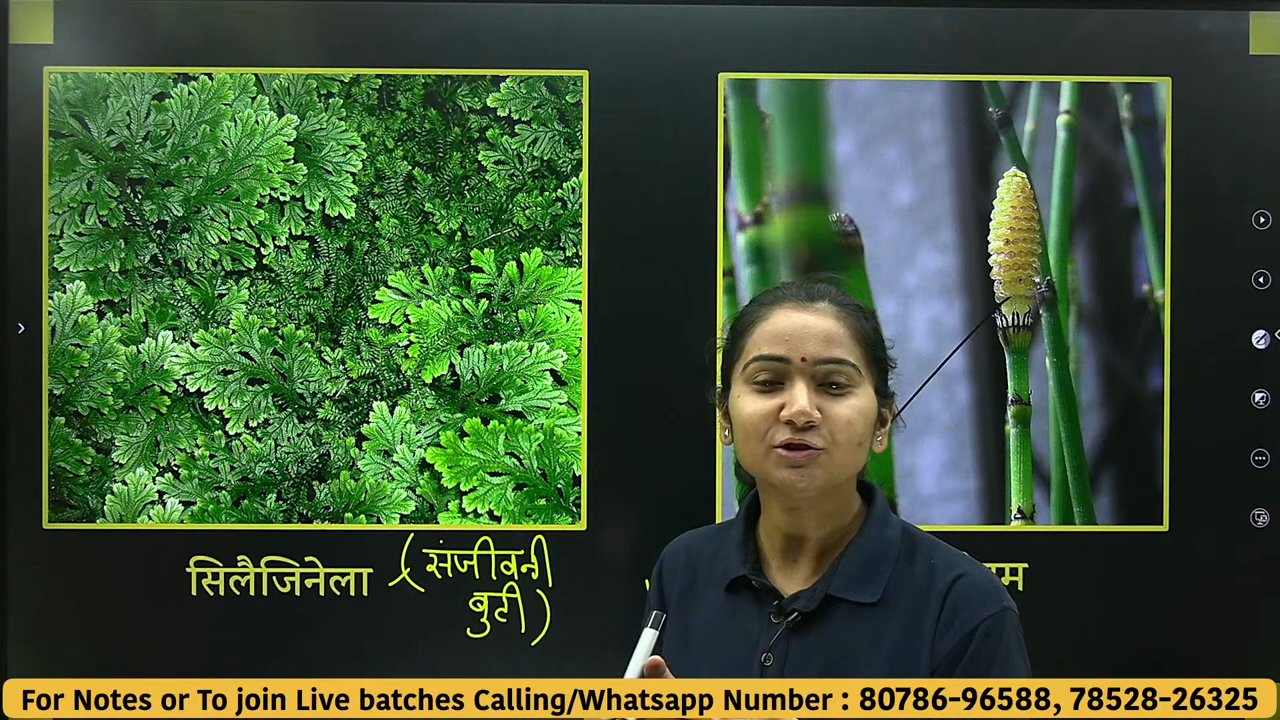 सिलैजिनेला (संजीवनी
बुटी)
For Notes or To join Live batches Calling/Whatsapp Number : 80786-96588, 78528-26325